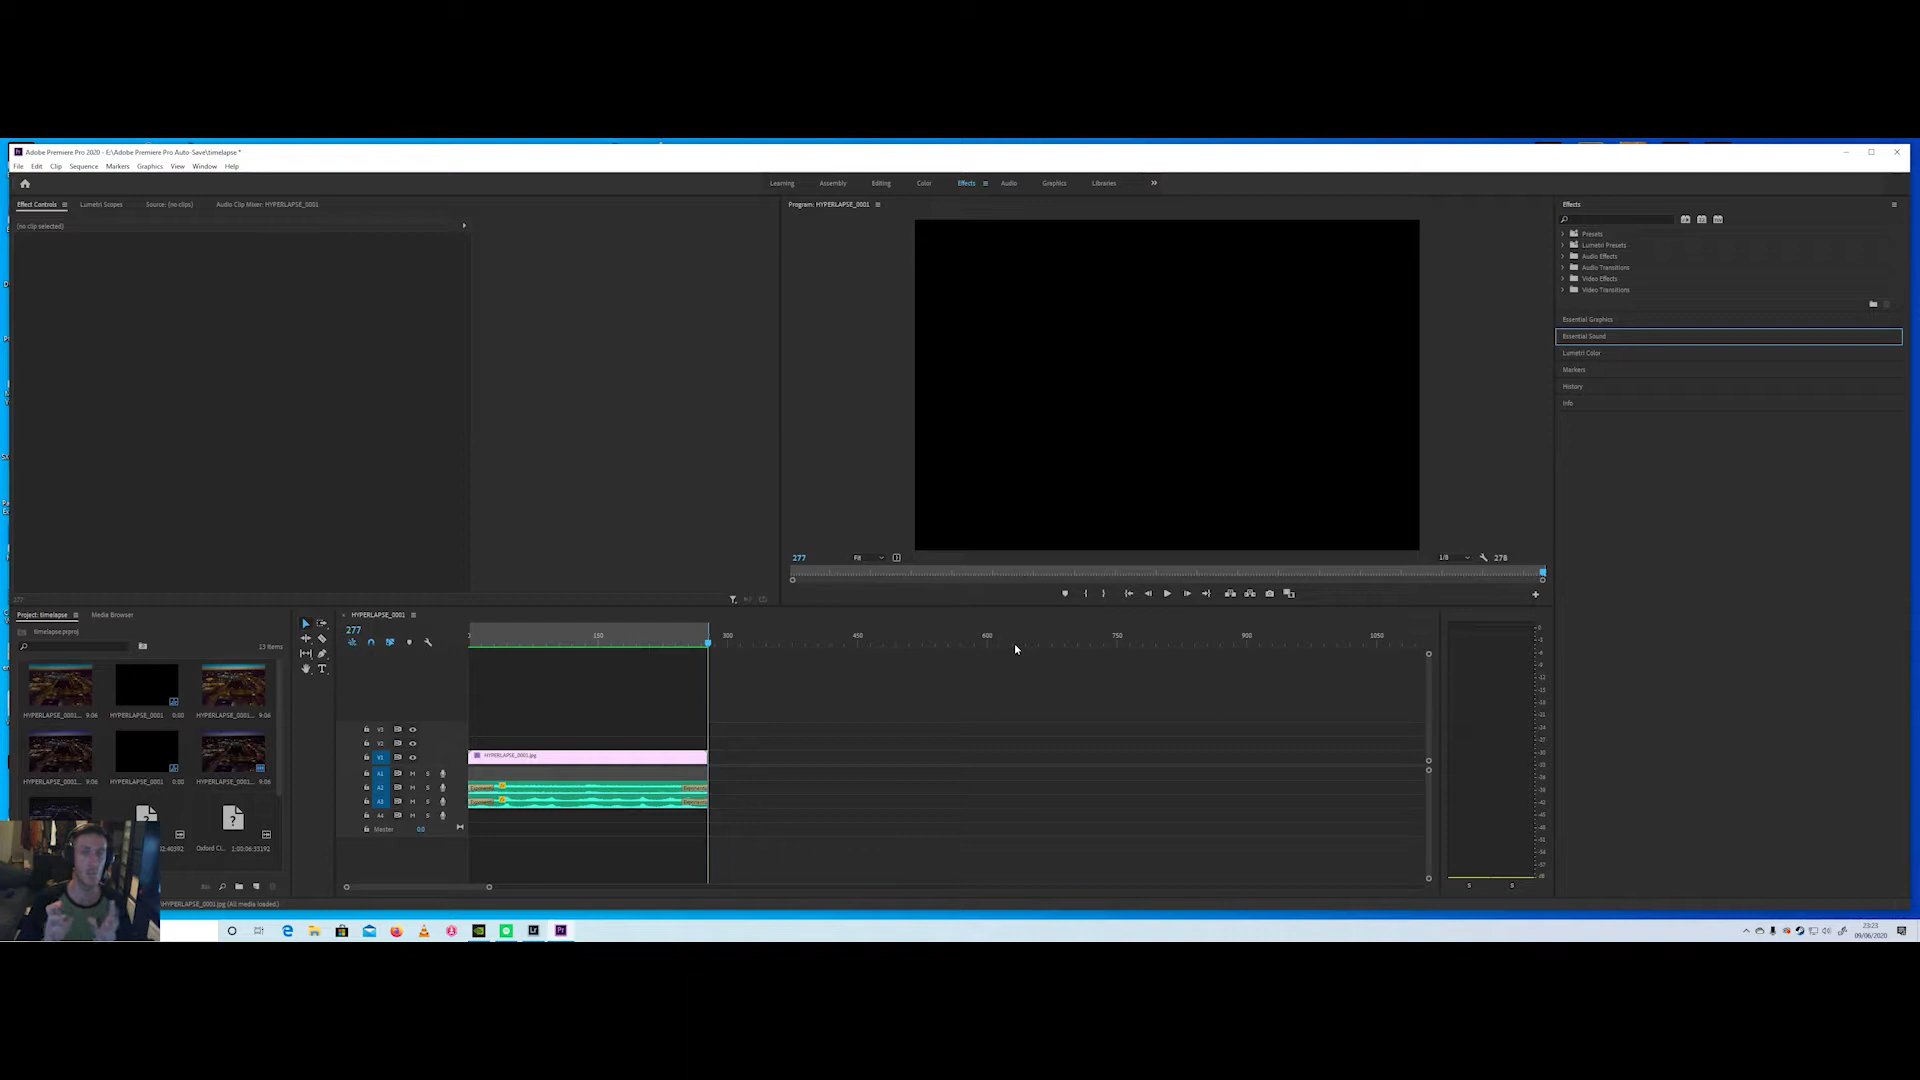 Adobe Premiere Pro 2020 - E:\Adobe Premiere Pro Auto-Save\timelapse *
File Edit Clip Sequence Markers Graphics View Window Help
Learning Assembly Editing Color Effects Audio Graphics Libraries
Effect Controls Lumetri Scopes Source: (no clips) Audio Clip Mixer: HYPERLAPSE_0001
(no clip selected)
277
Program: HYPERLAPSE_0001
277 Fit 1/8 278
Effects
Presets
Lumetri Presets
Audio Effects
Audio Transitions
Video Effects
Video Transitions
Essential Graphics
Essential Sound
Lumetri Color
Markers
History
Info
Project: timelapse Media Browser
timelapse.prproj
13 Items
HYPERLAPSE_0001... 9:06 HYPERLAPSE_0001 0:00 HYPERLAPSE_0001... 9:06
HYPERLAPSE_0001... 9:06 HYPERLAPSE_0001 0:00 HYPERLAPSE_0001... 9:06
Oxford Ci... 1:00:06:33192
HYPERLAPSE_0001.jpg (All media loaded)
HYPERLAPSE_0001
277
150 300 450 600 750 900 1050
V3
V2
V1 HYPERLAPSE_0001.jpg
A1 M S
A2 M S
A3 M S
A4 M S
Master 0.0
S S
23:23
09/06/2020